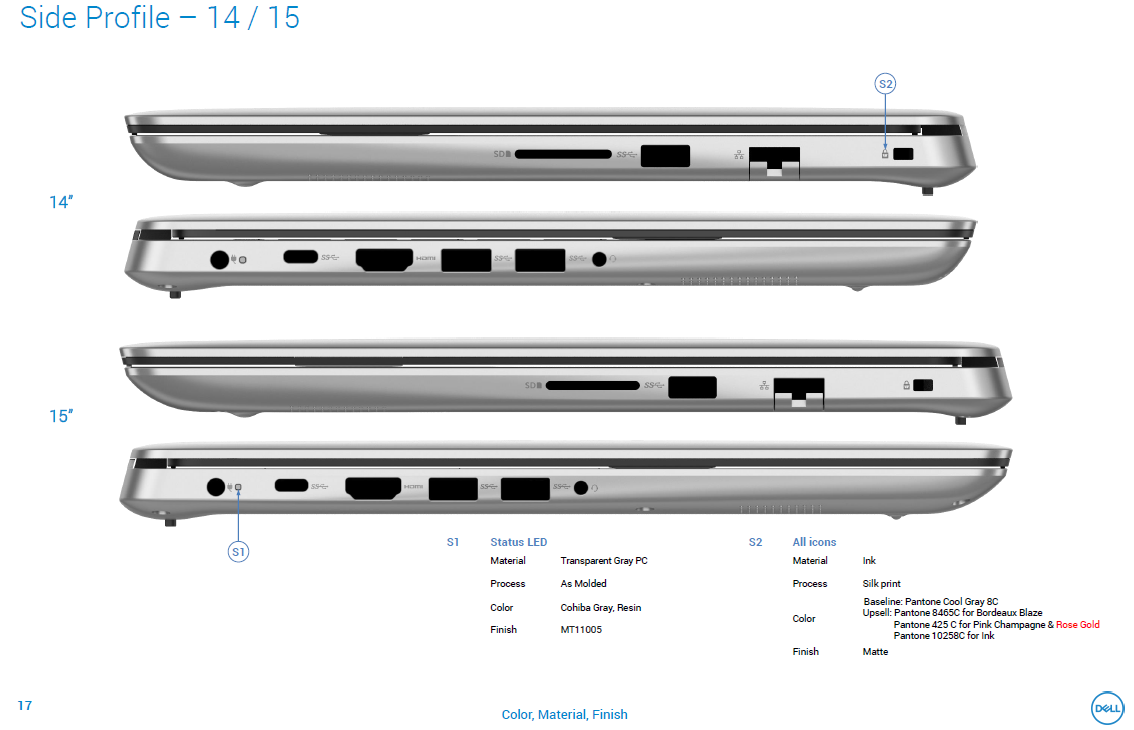 Side Profile – 14 / 15
S2
SD SS
14”
SS HDMI SS SS
SD SS
15”
SS HDMI SS SS
S1
S1 Status LED
Material Transparent Gray PC
Process As Molded
Color Cohiba Gray, Resin
Finish MT11005
S2 All icons
Material Ink
Process Silk print
Color Baseline: Pantone Cool Gray 8C
Upsell: Pantone 8465C for Bordeaux Blaze
Pantone 425 C for Pink Champagne & Rose Gold
Pantone 10258C for Ink
Finish Matte
17
Color, Material, Finish
DELL